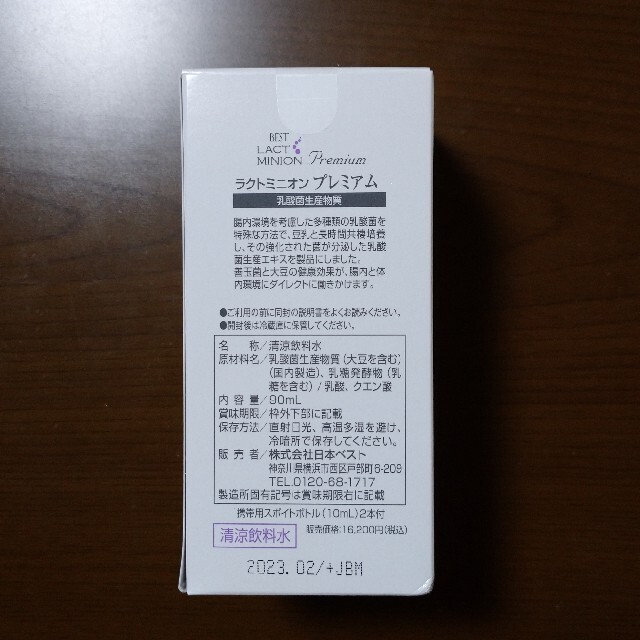 BEST
LACT
MINION Premium
ラクトミニオン プレミアム
乳酸菌生産物質
腸内環境を考慮した多種類の乳酸菌を
特殊な方法で、豆乳と長時間共棲培養
し、その強化された菌が分泌した乳酸
菌生産エキスを製品にしました。
善玉菌と大豆の健康効果が、腸内と体
内環境にダイレクトに働きかけます。
●ご利用の前に同封の説明書をよくお読みください。
●開封後は冷蔵庫に保管してください。
名 称/清涼飲料水
原材料名/乳酸菌生産物質(大豆を含む)
(国内製造)、乳糖発酵物(乳
糖を含む)/乳酸、クエン酸
内 容 量/90mL
賞味期限/枠外下部に記載
保存方法/直射日光、高温多湿を避け、
冷暗所で保存してください。
販 売 者/株式会社日本ベスト
神奈川県横浜市西区戸部町6-209
TEL.0120-68-1717
製造所固有記号は賞味期限右に記載
携帯用スポイトボトル(10mL)2本付
清涼飲料水 販売価格:16,200円(税込)
2023.02/+JBM